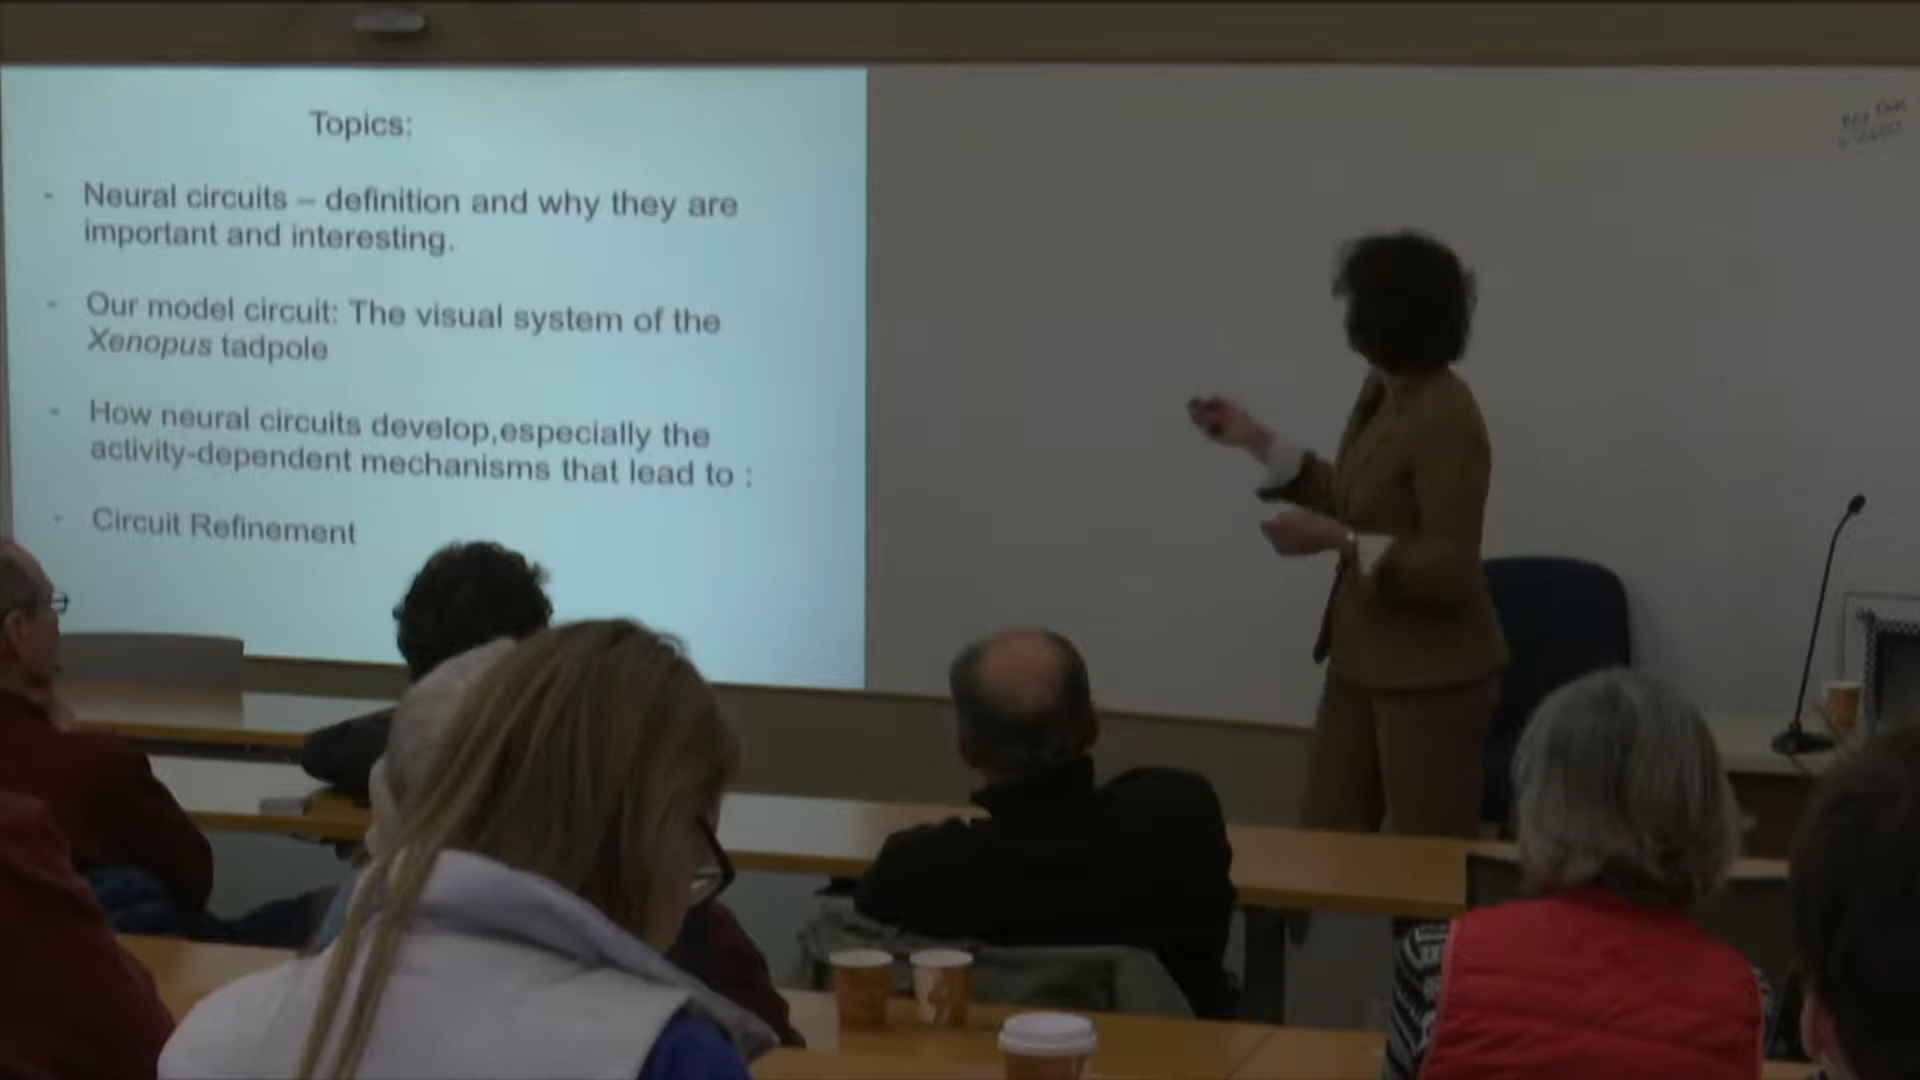 Topics:
- Neural circuits – definition and why they are
important and interesting.
- Our model circuit: The visual system of the
Xenopus tadpole
- How neural circuits develop,especially the
activity-dependent mechanisms that lead to :
- Circuit Refinement